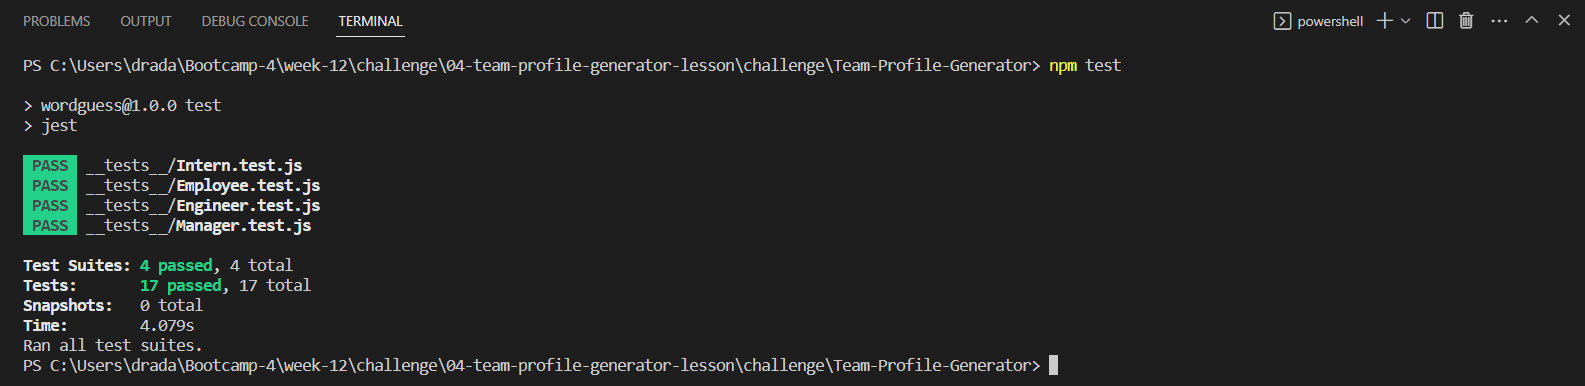 PROBLEMS OUTPUT DEBUG CONSOLE TERMINAL powershell
PS C:\Users\drada\Bootcamp-4\week-12\challenge\04-team-profile-generator-lesson\challenge\Team-Profile-Generator> npm test
> wordguess@1.0.0 test
> jest
PASS __tests__/Intern.test.js
PASS __tests__/Employee.test.js
PASS __tests__/Engineer.test.js
PASS __tests__/Manager.test.js
Test Suites: 4 passed, 4 total
Tests: 17 passed, 17 total
Snapshots: 0 total
Time: 4.079s
Ran all test suites.
PS C:\Users\drada\Bootcamp-4\week-12\challenge\04-team-profile-generator-lesson\challenge\Team-Profile-Generator>